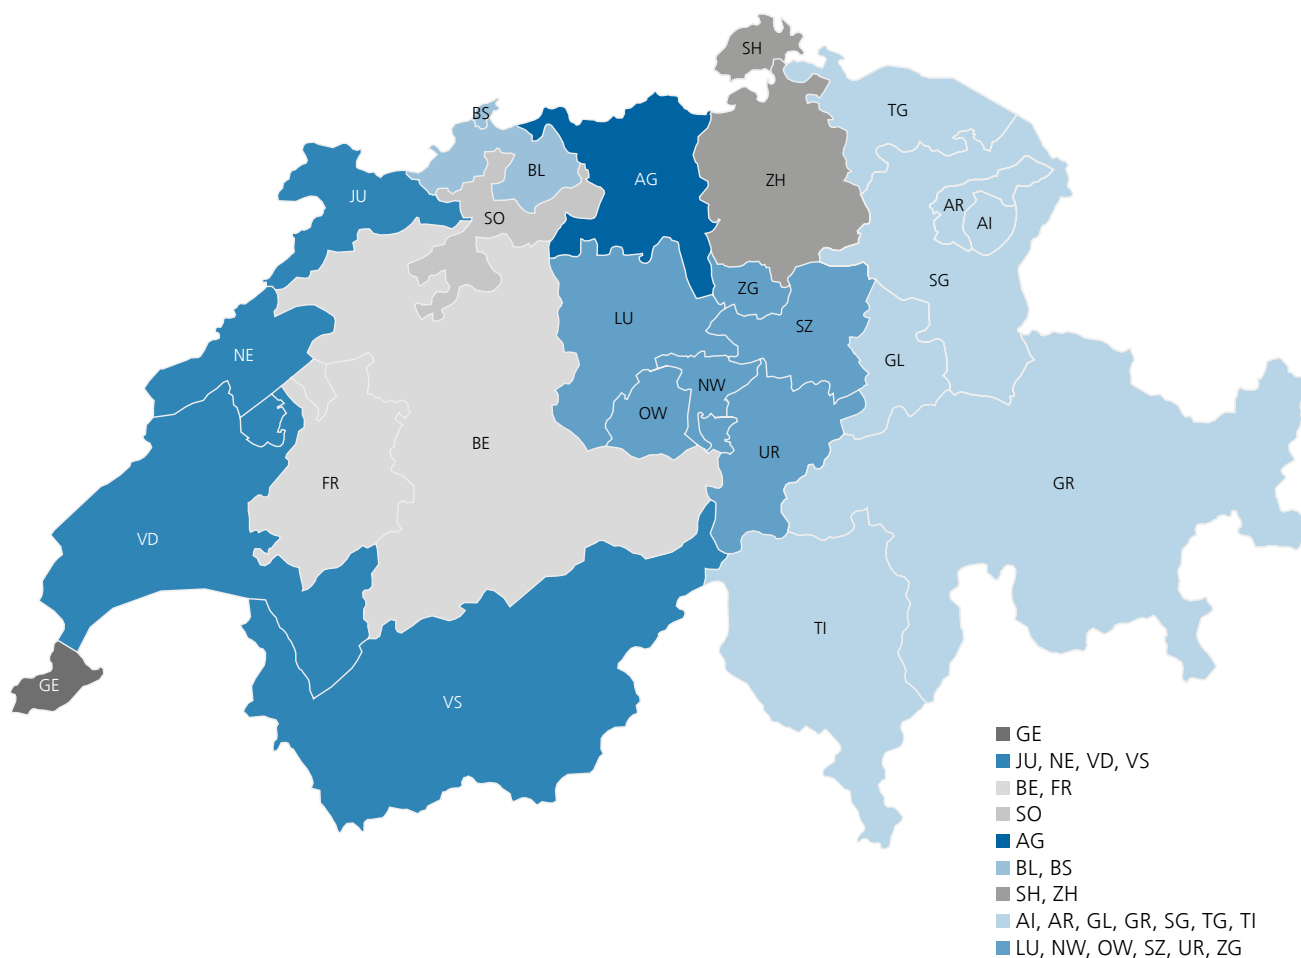 SH
BS
TG
BL
AG
ZH
JU
AR
SO
AI
SG
ZG
LU
SZ
NE
GL
NW
OW
BE
UR
FR
GR
VD
TI
GE
VS
GE
JU, NE, VD, VS
BE, FR
SO
AG
BL, BS
SH, ZH
AI, AR, GL, GR, SG, TG, TI
LU, NW, OW, SZ, UR, ZG